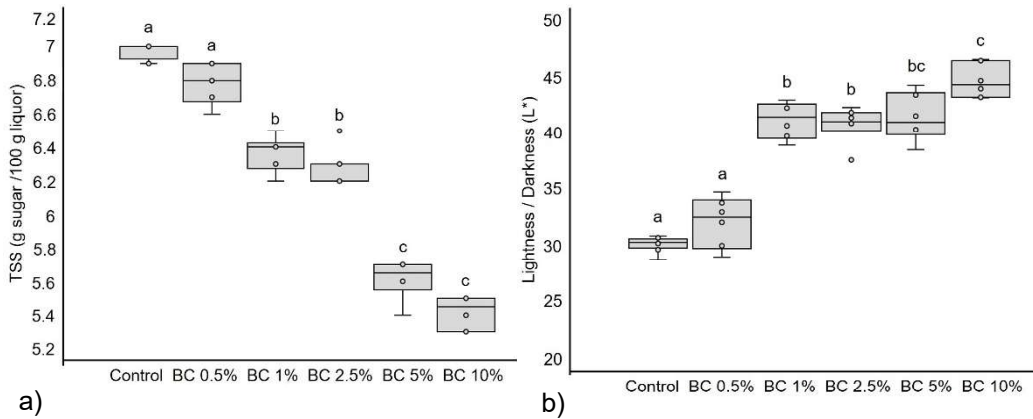 7.2
7
6.8
6.6
6.4
6.2
6
5.8
5.6
5.4
5.2
TSS (g sugar /100 g liquor)
a
a
b
b
c
c
Control BC 0.5% BC 1% BC 2.5% BC 5% BC 10%
a)
50
45
40
35
30
25
20
Lightness / Darkness (L*)
a
a
b
b
bc
c
Control BC 0.5% BC 1% BC 2.5% BC 5% BC 10%
b)